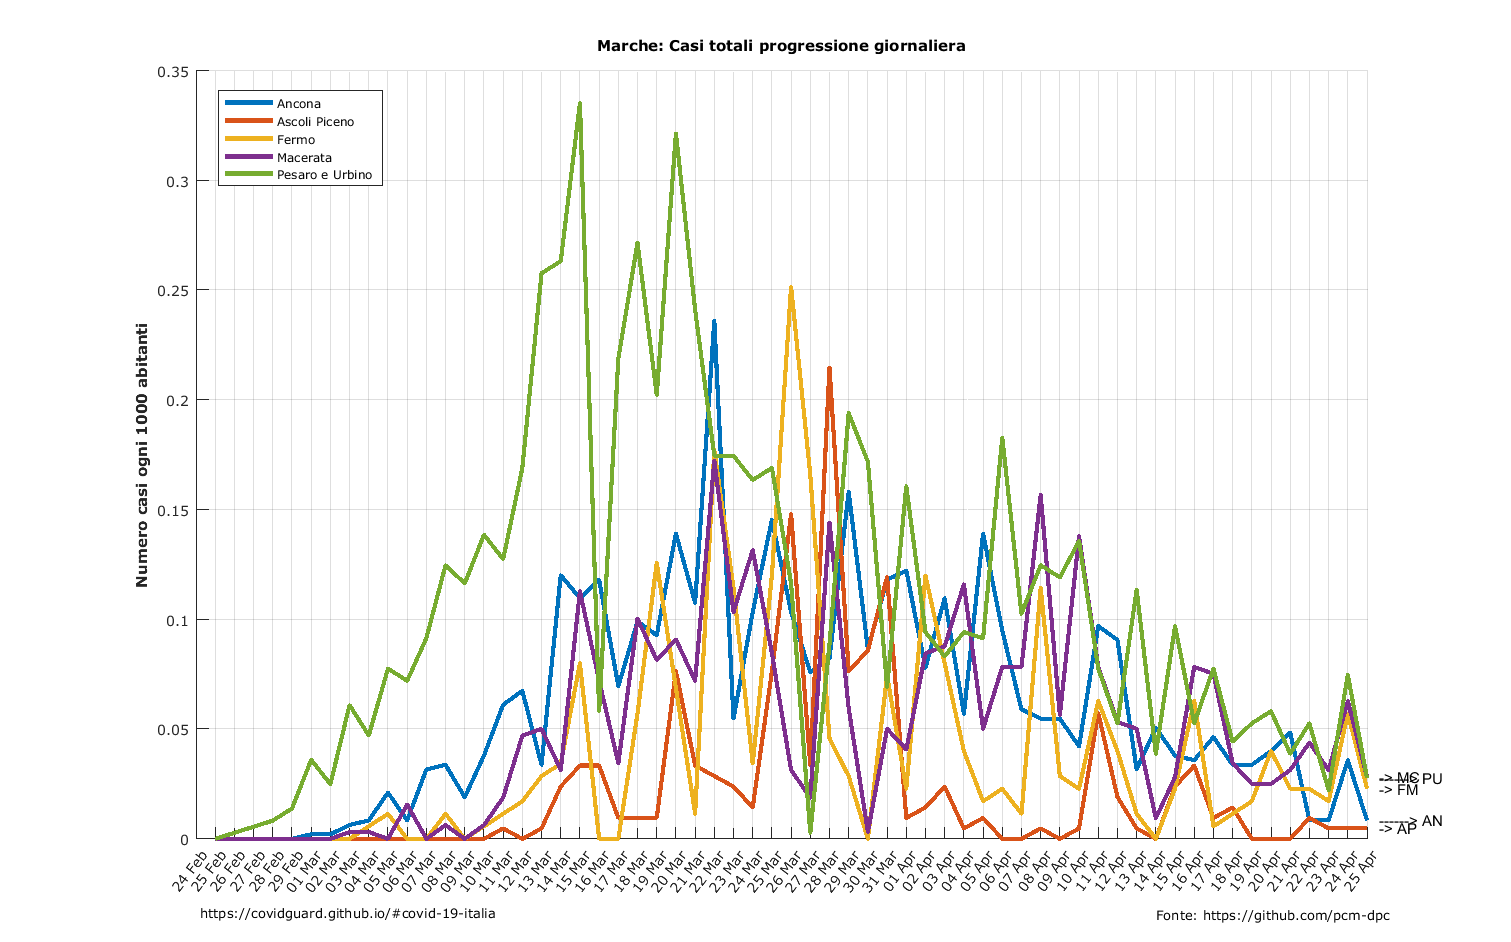 Marche: Casi totali progressione giornaliera
Numero casi ogni 1000 abitanti
0.35
0.3
0.25
0.2
0.15
0.1
0.05
0
Ancona
Ascoli Piceno
Fermo
Macerata
Pesaro e Urbino
-> MC
------> PU
-> FM
------> AN
-> AP
24 Feb
25 Feb
26 Feb
27 Feb
28 Feb
29 Feb
01 Mar
02 Mar
03 Mar
04 Mar
05 Mar
06 Mar
07 Mar
08 Mar
09 Mar
10 Mar
11 Mar
12 Mar
13 Mar
14 Mar
15 Mar
16 Mar
17 Mar
18 Mar
19 Mar
20 Mar
21 Mar
22 Mar
23 Mar
24 Mar
25 Mar
26 Mar
27 Mar
28 Mar
29 Mar
30 Mar
31 Mar
01 Apr
02 Apr
03 Apr
04 Apr
05 Apr
06 Apr
07 Apr
08 Apr
09 Apr
10 Apr
11 Apr
12 Apr
13 Apr
14 Apr
15 Apr
16 Apr
17 Apr
18 Apr
19 Apr
20 Apr
21 Apr
22 Apr
23 Apr
24 Apr
25 Apr
https://covidguard.github.io/#covid-19-italia
Fonte: https://github.com/pcm-dpc